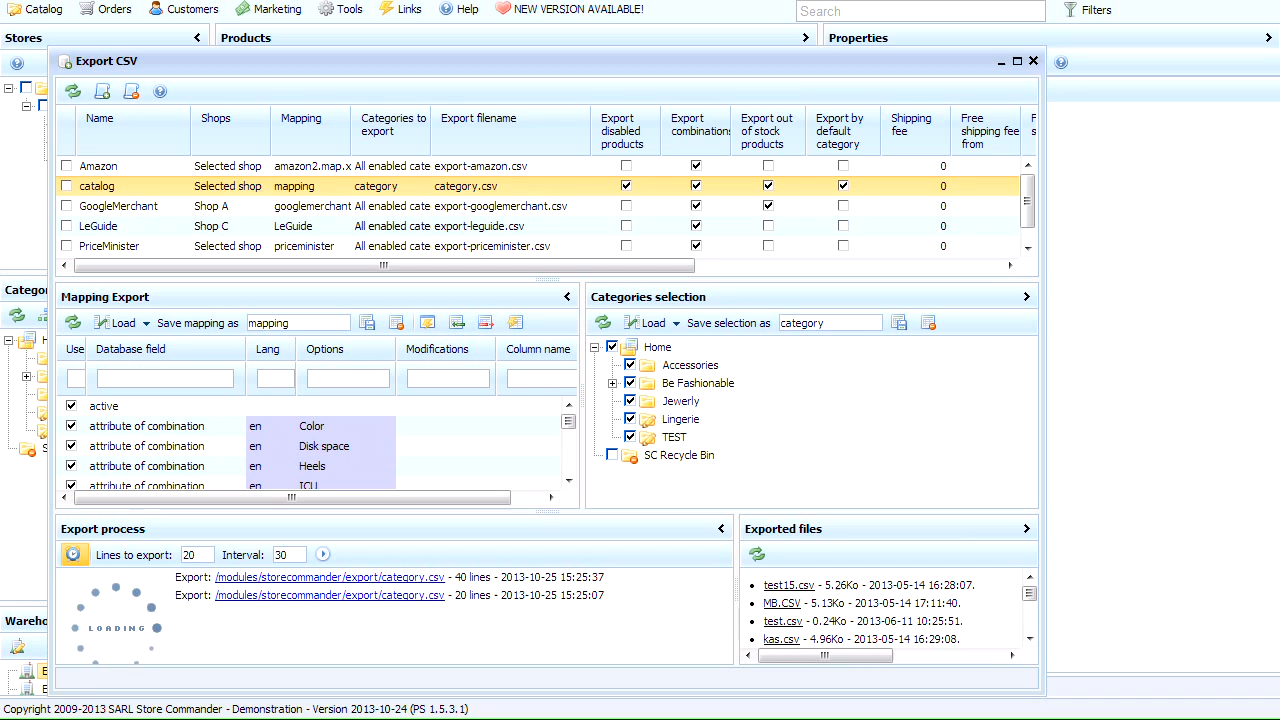 Catalog Orders Customers Marketing Tools Links Help NEW VERSION AVAILABLE! Search Filters
Stores Products Properties
Export CSV
Name Shops Mapping Categories to export Export filename Export disabled products Export combinations Export out of stock products Export by default category Shipping fee Free shipping fee from
Amazon Selected shop amazon2.map.x All enabled cate export-amazon.csv 0
catalog Selected shop mapping category category.csv 0
GoogleMerchant Shop A googlemerchant All enabled cate export-googlemerchant.csv 0
LeGuide Shop C LeGuide All enabled cate export-leguide.csv 0
PriceMinister Selected shop priceminister All enabled cate export-priceminister.csv 0
Categor
Mapping Export
Load Save mapping as mapping
Use Database field Lang Options Modifications Column name
active
attribute of combination en Color
attribute of combination en Disk space
attribute of combination en Heels
attribute of combination en ICU
Categories selection
Load Save selection as category
Home
Accessories
Be Fashionable
Jewerly
Lingerie
TEST
SC Recycle Bin
Export process
Lines to export: 20 Interval: 30
LOADING
Export: /modules/storecommander/export/category.csv - 40 lines - 2013-10-25 15:25:37
Export: /modules/storecommander/export/category.csv - 20 lines - 2013-10-25 15:25:07
Exported files
test15.csv - 5.26Ko - 2013-05-14 16:28:07.
MB.CSV - 5.13Ko - 2013-05-14 17:11:40.
test.csv - 0.24Ko - 2013-06-11 10:25:51.
kas.csv - 4.96Ko - 2013-05-14 16:29:08.
Wareho
Copyright 2009-2013 SARL Store Commander - Demonstration - Version 2013-10-24 (PS 1.5.3.1)